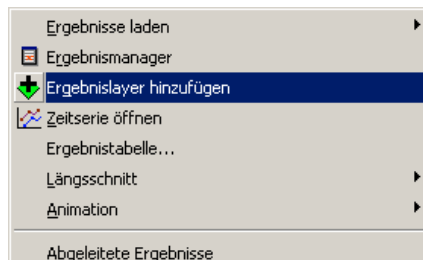 Ergebnisse laden
Ergebnismanager
Ergebnislayer hinzufügen
Zeitserie öffnen
Ergebnistabelle...
Längsschnitt
Animation
Abgeleitete Ergebnisse